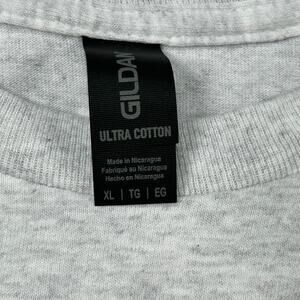 GILDAN
ULTRA COTTON
Made in Nicaragua
Fabriqué au Nicaragua
Hecho en Nicaragua
XL | TG | EG